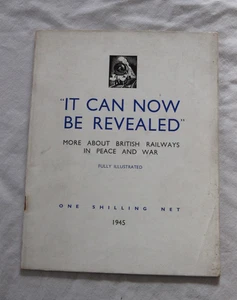 "IT CAN NOW
BE REVEALED"
MORE ABOUT BRITISH RAILWAYS
IN PEACE AND WAR
FULLY ILLUSTRATED
ONE SHILLING NET
1945